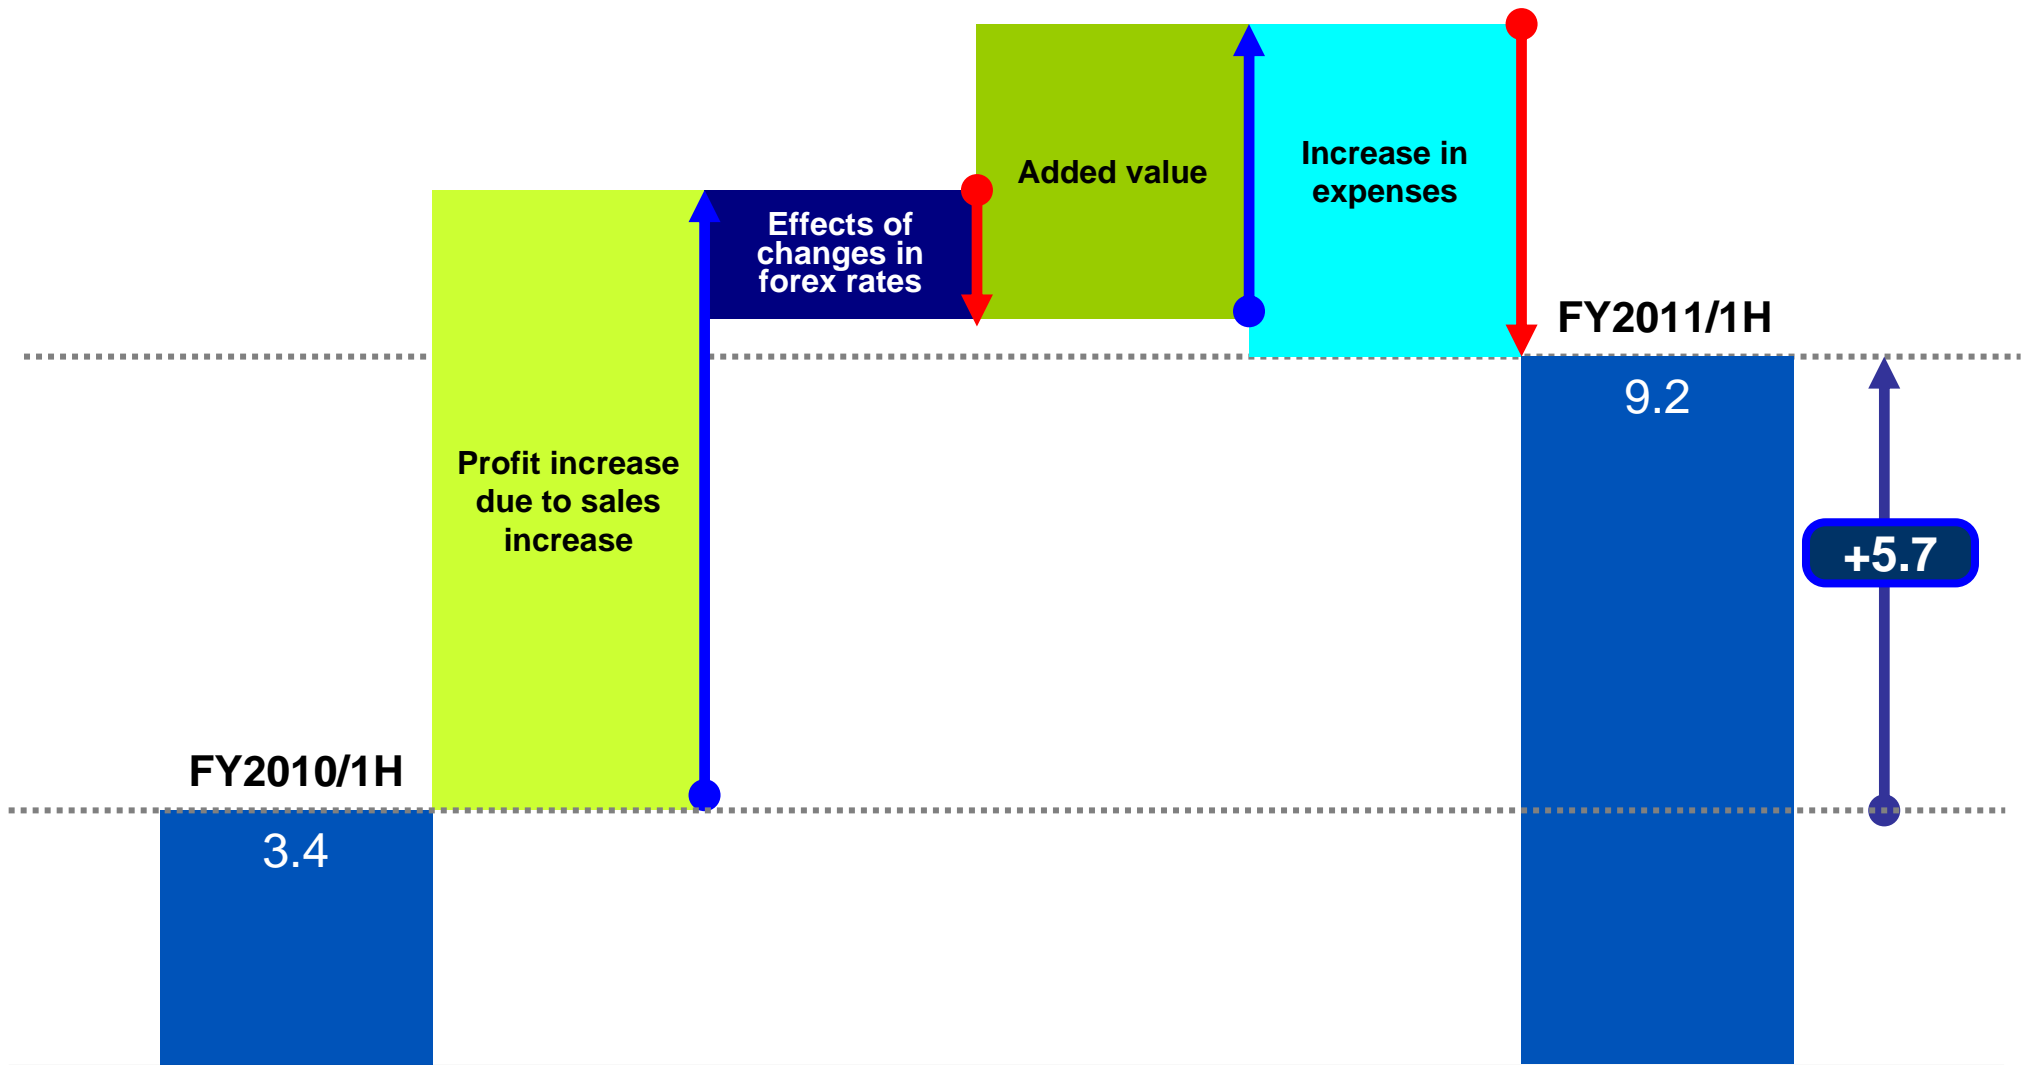 Added value
Increase in
expenses
Effects of
changes in
forex rates
FY2011/1H
9.2
Profit increase
due to sales
increase
+5.7
FY2010/1H
3.4